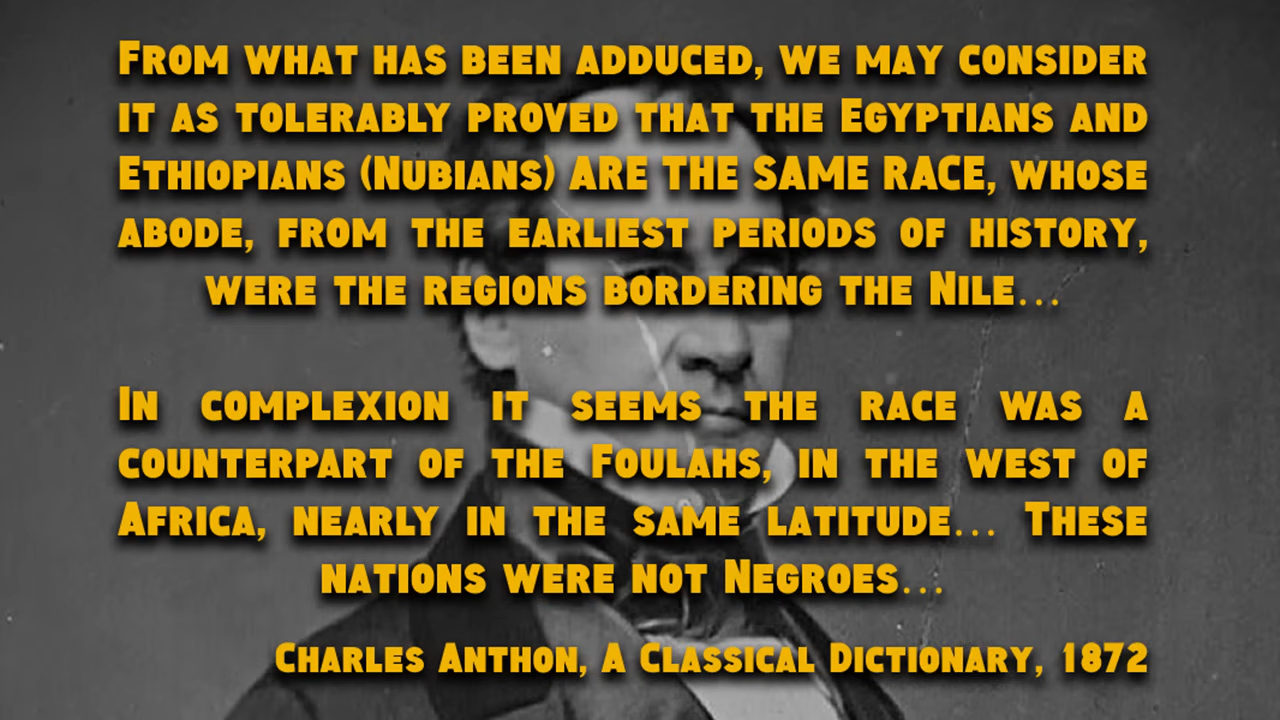 From what has been adduced, we may consider
it as tolerably proved that the Egyptians and
Ethiopians (Nubians) ARE THE SAME RACE, whose
abode, from the earliest periods of history,
were the regions bordering the Nile...
In complexion it seems the race was a
counterpart of the Foulahs, in the west of
Africa, nearly in the same latitude... These
nations were not Negroes...
Charles Anthon, A Classical Dictionary, 1872